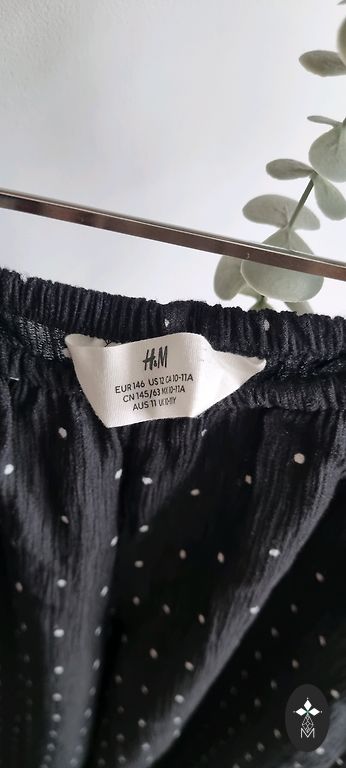 H&M
EUR 146 US 12 CA 10-11A
CN 145/63 MX 10-11A
AUS 11 UK 10-11Y